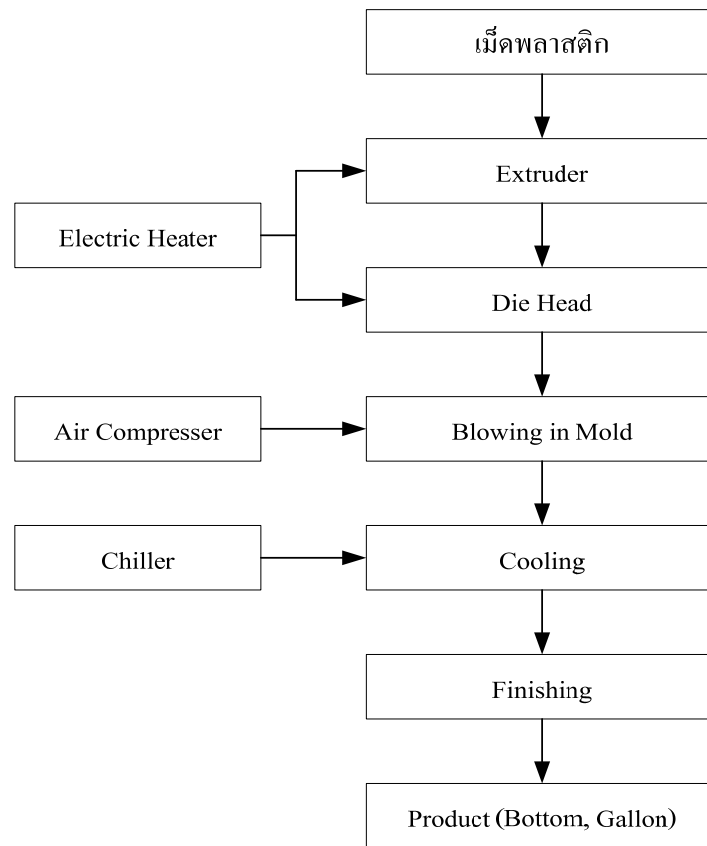 เม็ดพลาสติก
Extruder
Electric Heater
Die Head
Air Compresser
Blowing in Mold
Chiller
Cooling
Finishing
Product (Bottom, Gallon)